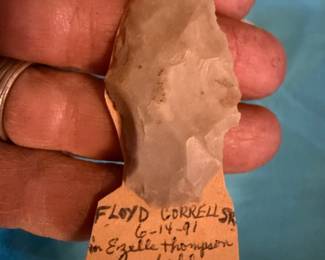 FLOYD CORRELL SR
6-14-91
in Ezelle Thompson